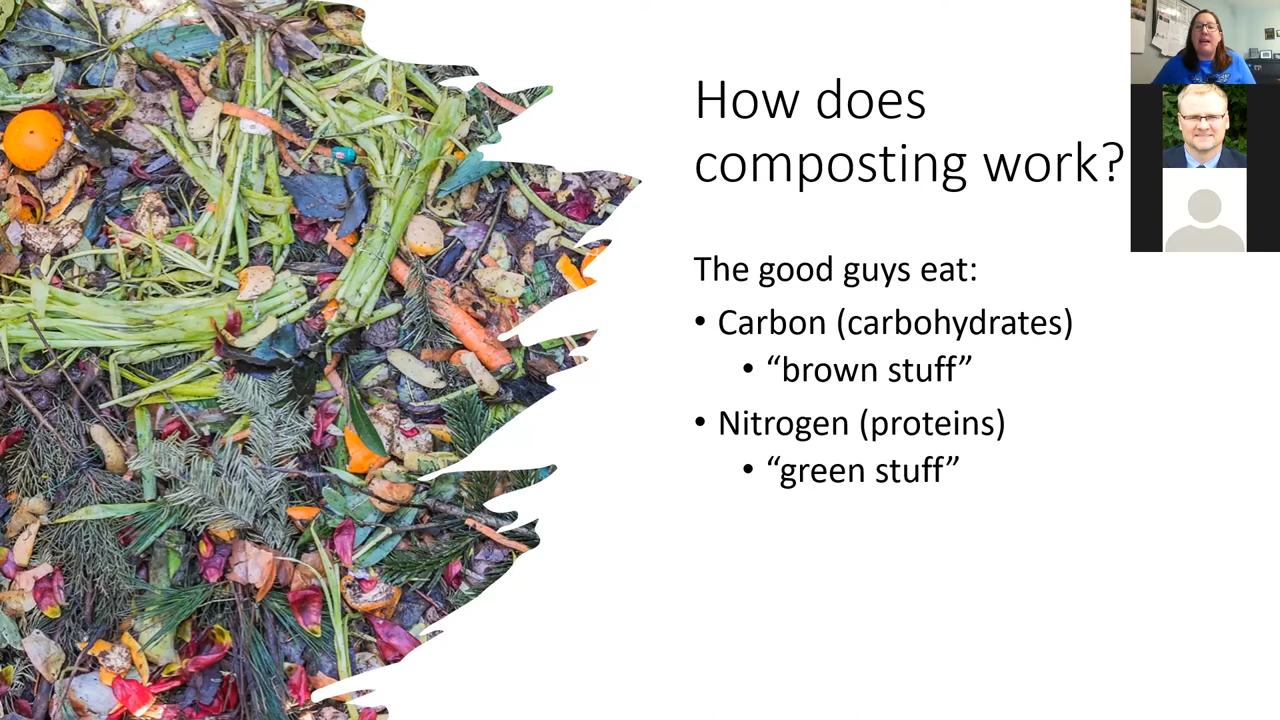 How does
composting work?
The good guys eat:
• Carbon (carbohydrates)
• “brown stuff”
• Nitrogen (proteins)
• “green stuff”